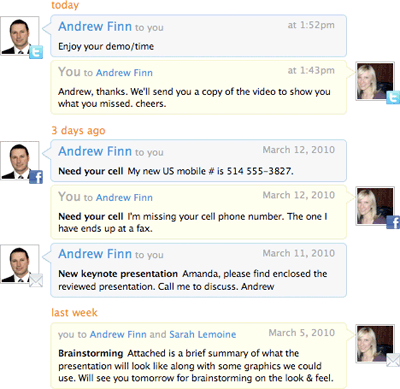 today
Andrew Finn to you at 1:52pm
Enjoy your demo/time
You to Andrew Finn at 1:43pm
Andrew, thanks. We'll send you a copy of the video to show you
what you missed. cheers.
3 days ago
Andrew Finn to you March 12, 2010
Need your cell My new US mobile # is 514 555-3827.
You to Andrew Finn March 12, 2010
Need your cell I'm missing your cell phone number. The one I
have ends up at a fax.
Andrew Finn to you March 11, 2010
New keynote presentation Amanda, please find enclosed the
reviewed presentation. Call me to discuss. Andrew
last week
you to Andrew Finn and Sarah Lemoine March 5, 2010
Brainstorming Attached is a brief summary of what the
presentation will look like along with some graphics we could
use. Will see you tomorrow for brainstorming on the look & feel.